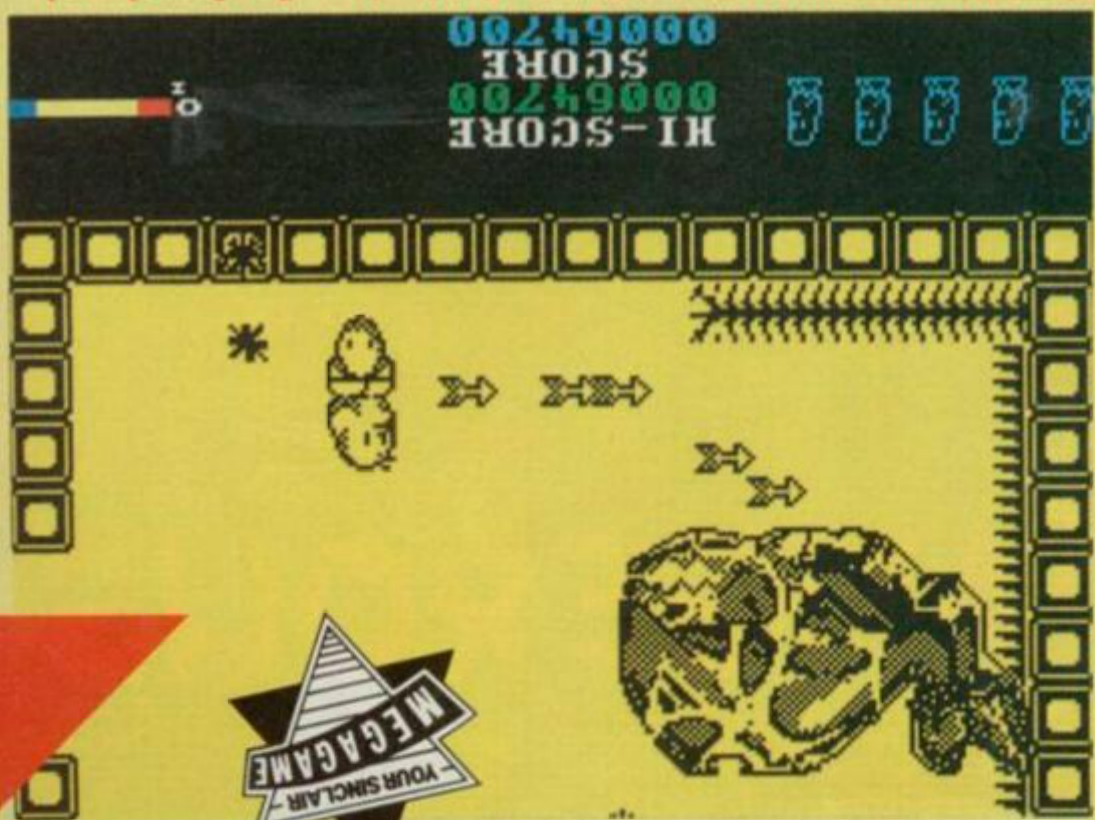 - YOUR SINCLAIR -
MEGAGAME
HI-SCORE
00064700
SCORE
00064700